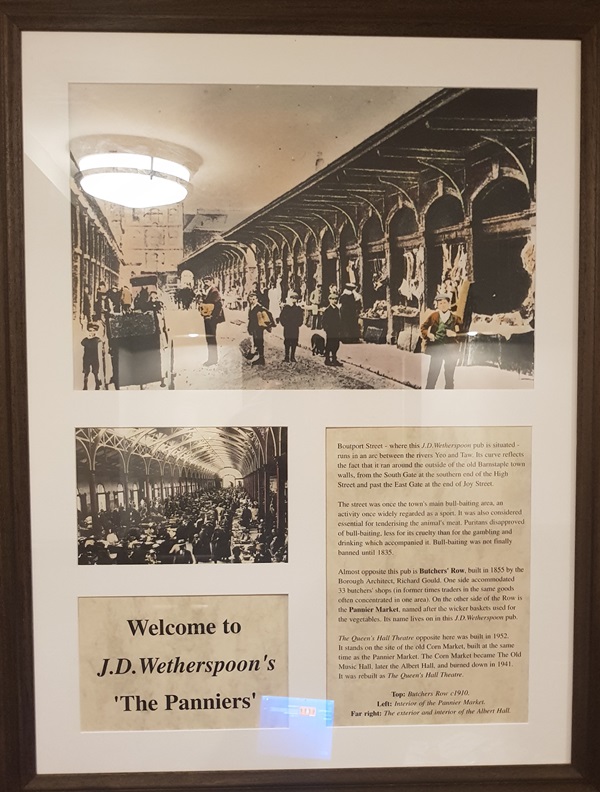 Boutport Street - where this J.D.Wetherspoon pub is situated -
runs in an arc between the rivers Yeo and Taw. Its curve reflects
the fact that it ran around the outside of the old Barnstaple town
walls, from the South Gate at the southern end of the High
Street and past the East Gate at the end of Joy Street.
The street was once the town's main bull-baiting area, an
activity once widely regarded as a sport. It was also considered
essential for tenderising the animal's meat. Puritans disapproved
of bull-baiting, less for its cruelty than for the gambling and
drinking which accompanied it. Bull-baiting was not finally
banned until 1835.
Almost opposite this pub is Butchers' Row, built in 1855 by the
Borough Architect, Richard Gould. One side accommodated
33 butchers' shops (in former times traders in the same goods
often concentrated in one area). On the other side of the Row is
the Pannier Market, named after the wicker baskets used for
the vegetables. Its name lives on in this J.D.Wetherspoon pub.
The Queen's Hall Theatre opposite here was built in 1952.
It stands on the site of the old Corn Market, built at the same
time as the Pannier Market. The Corn Market became The Old
Music Hall, later the Albert Hall, and burned down in 1941.
It was rebuilt as The Queen's Hall Theatre.
Top: Butchers Row c1910.
Left: Interior of the Pannier Market.
Far right: The exterior and interior of the Albert Hall.
Welcome to
J.D.Wetherspoon's
'The Panniers'